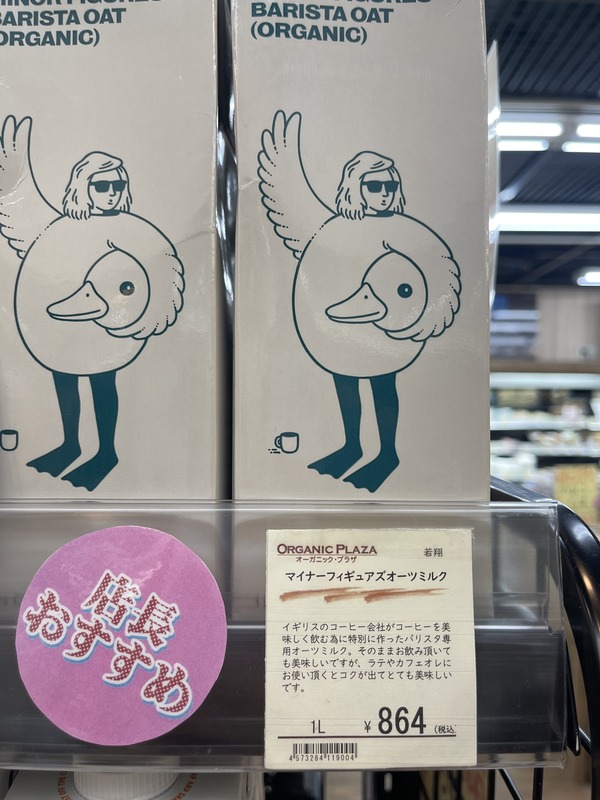 BARISTA OAT
(ORGANIC)
BARISTA OAT
(ORGANIC)
店長
おすすめ
ORGANIC PLAZA
オーガニック・プラザ
若翔
マイナーフィギュアズオーツミルク
イギリスのコーヒー会社がコーヒーを美
味しく飲む為に特別に作ったバリスタ専
用オーツミルク。そのままお飲み頂いて
も美味しいですが、ラテやカフェオレに
お使い頂くとコクが出てとても美味しい
です。
1L ￥864 (税込)
4573284119004